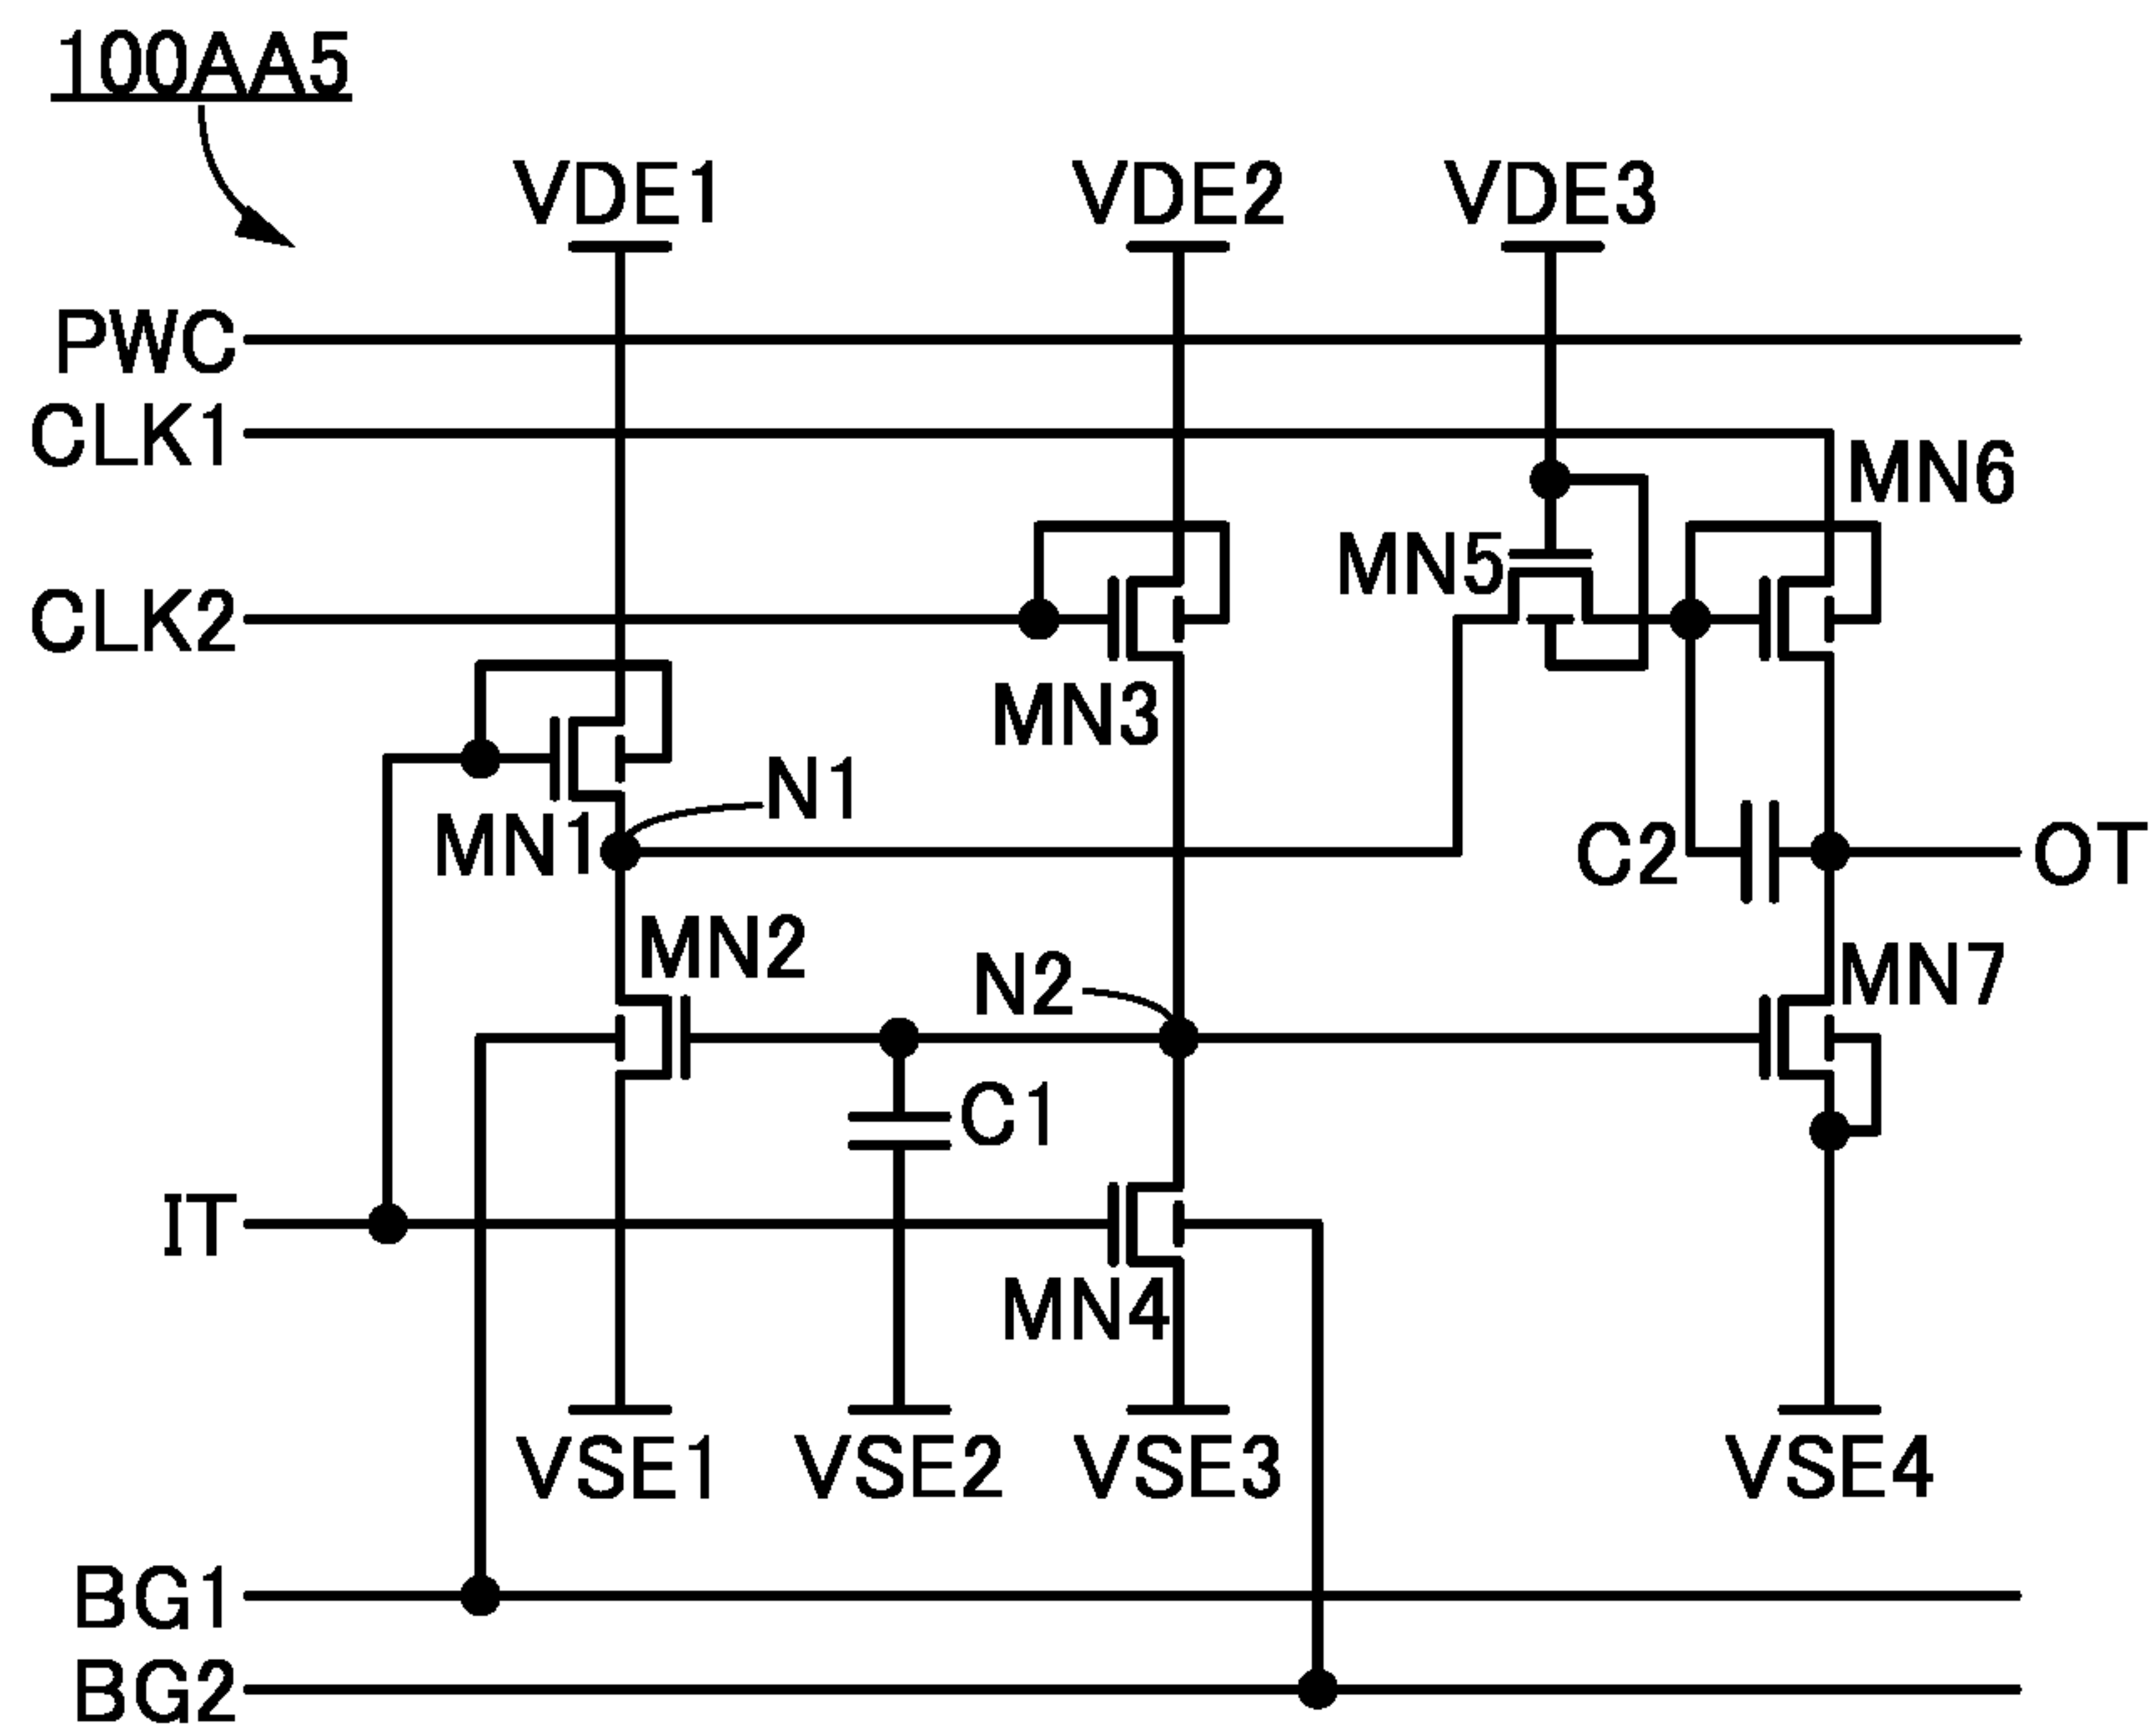 100AA5
VDE1 VDE2 VDE3
PWC
CLK1
MN6
MN5
CLK2
MN3
N1
MN1
C2
OT
MN2
N2
MN7
C1
IT
MN4
VSE1 VSE2 VSE3 VSE4
BG1
BG2